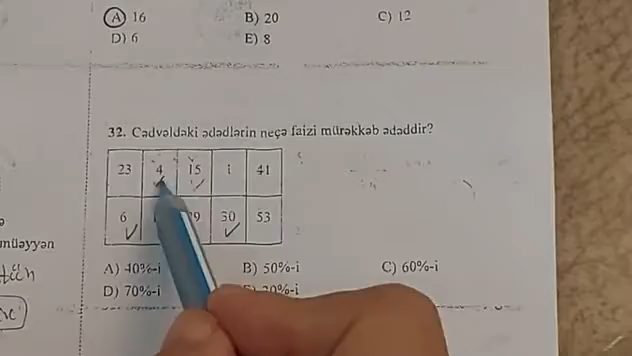 A) 16 B) 20 C) 12
D) 6 E) 8
32. Cədvəldəki ədədlərin neçə faizi mürəkkəb ədəddir?
23 4 15 1 41
6 30 53
müəyyən
A) 40%-i B) 50%-i C) 60%-i
D) 70%-i